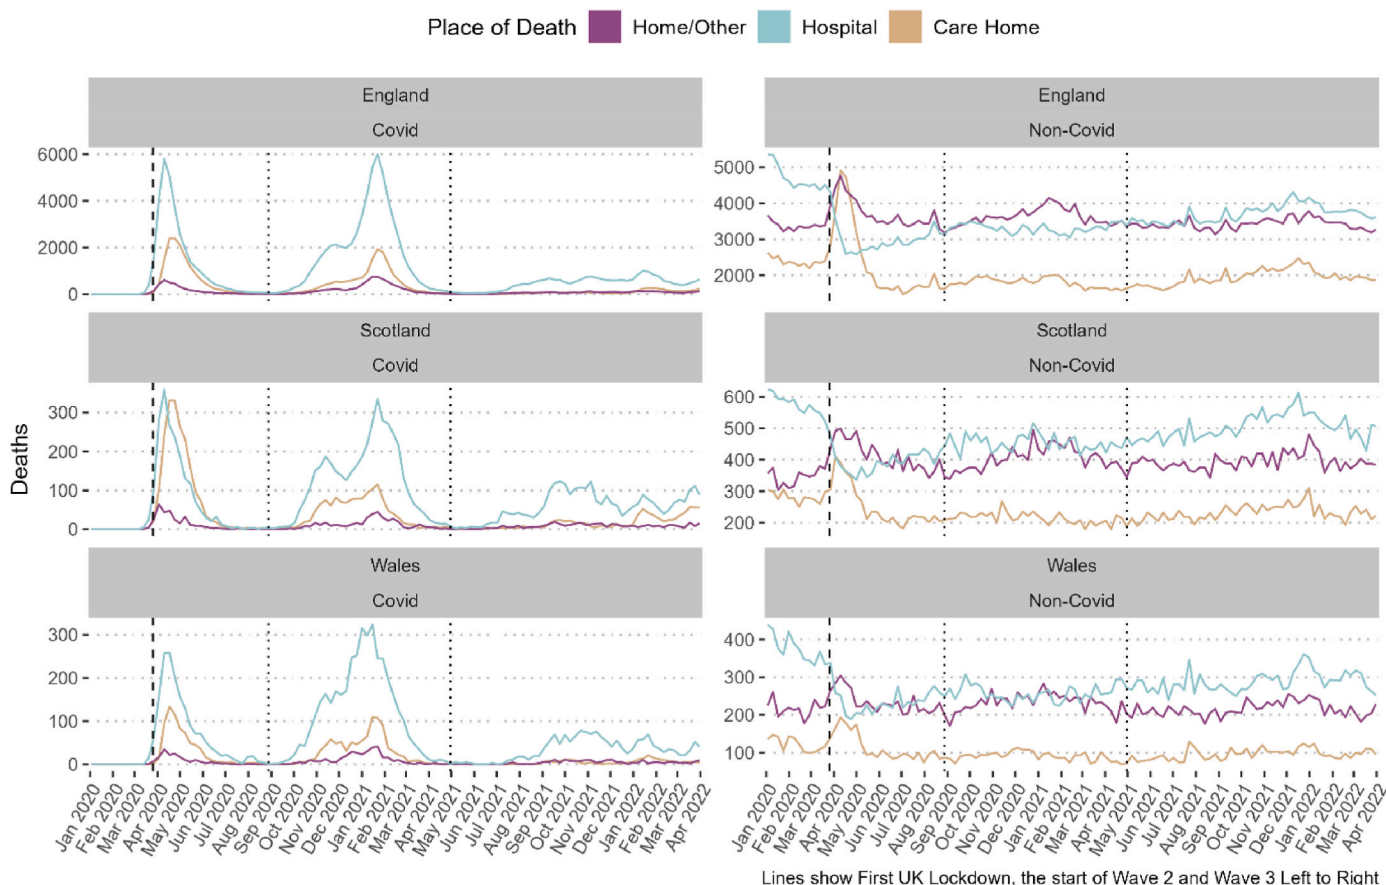 Place of Death Home/Other Hospital Care Home
England
Covid
England
Non-Covid
6000
4000
2000
0
5000
4000
3000
2000
Scotland
Covid
Scotland
Non-Covid
300
200
100
0
600
500
400
300
200
Deaths
Wales
Covid
Wales
Non-Covid
300
200
100
0
400
300
200
100
Jan 2020
Feb 2020
Mar 2020
Apr 2020
May 2020
Jun 2020
Jul 2020
Aug 2020
Sep 2020
Oct 2020
Nov 2020
Dec 2020
Jan 2021
Feb 2021
Mar 2021
Apr 2021
May 2021
Jun 2021
Jul 2021
Aug 2021
Sep 2021
Oct 2021
Nov 2021
Dec 2021
Jan 2022
Feb 2022
Mar 2022
Apr 2022
Jan 2020
Feb 2020
Mar 2020
Apr 2020
May 2020
Jun 2020
Jul 2020
Aug 2020
Sep 2020
Oct 2020
Nov 2020
Dec 2020
Jan 2021
Feb 2021
Mar 2021
Apr 2021
May 2021
Jun 2021
Jul 2021
Aug 2021
Sep 2021
Oct 2021
Nov 2021
Dec 2021
Jan 2022
Feb 2022
Mar 2022
Apr 2022
Lines show First UK Lockdown, the start of Wave 2 and Wave 3 Left to Right